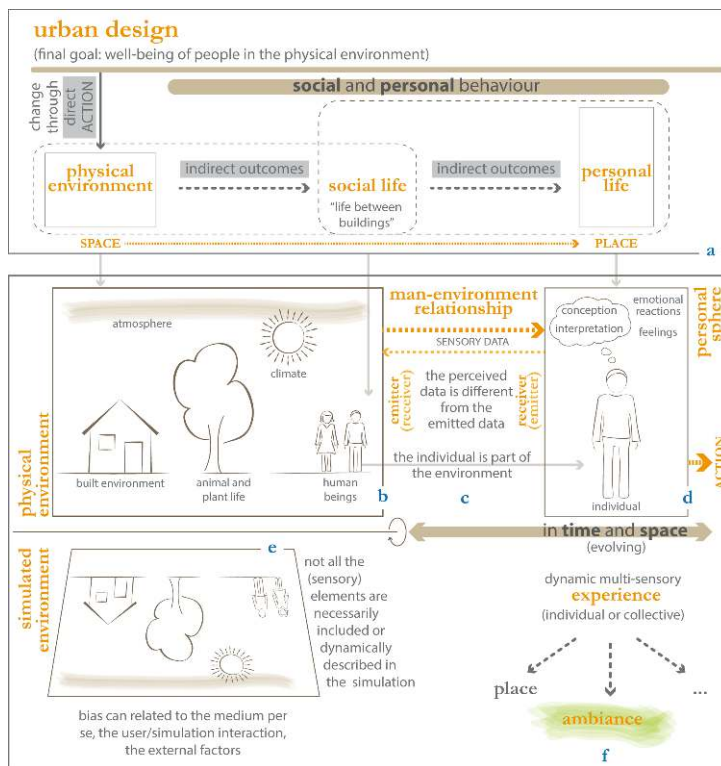 urban design
(final goal: well-being of people in the physical environment)
change
through
direct
ACTION
social and personal behaviour
physical
environment
indirect outcomes
social life
"life between
buildings"
indirect outcomes
personal
life
SPACE
PLACE
a
physical
environment
atmosphere
climate
built environment
animal and
plant life
human
beings
b
man-environment
relationship
SENSORY DATA
emitter
(receiver)
the perceived
data is different
from the
emitted data
receiver
(emitter)
the individual is part of
the environment
c
conception
interpretation
emotional
reactions
feelings
individual
d
personal
sphere
ACTION
in time and space
(evolving)
simulated
environment
e
not all the
(sensory)
elements are
necessarily
included or
dynamically
described in
the simulation
bias can related to the medium per
se, the user/simulation interaction,
the external factors
dynamic multi-sensory
experience
(individual or collective)
place
ambiance
...
f